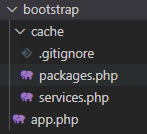 bootstrap
cache
.gitignore
packages.php
services.php
app.php